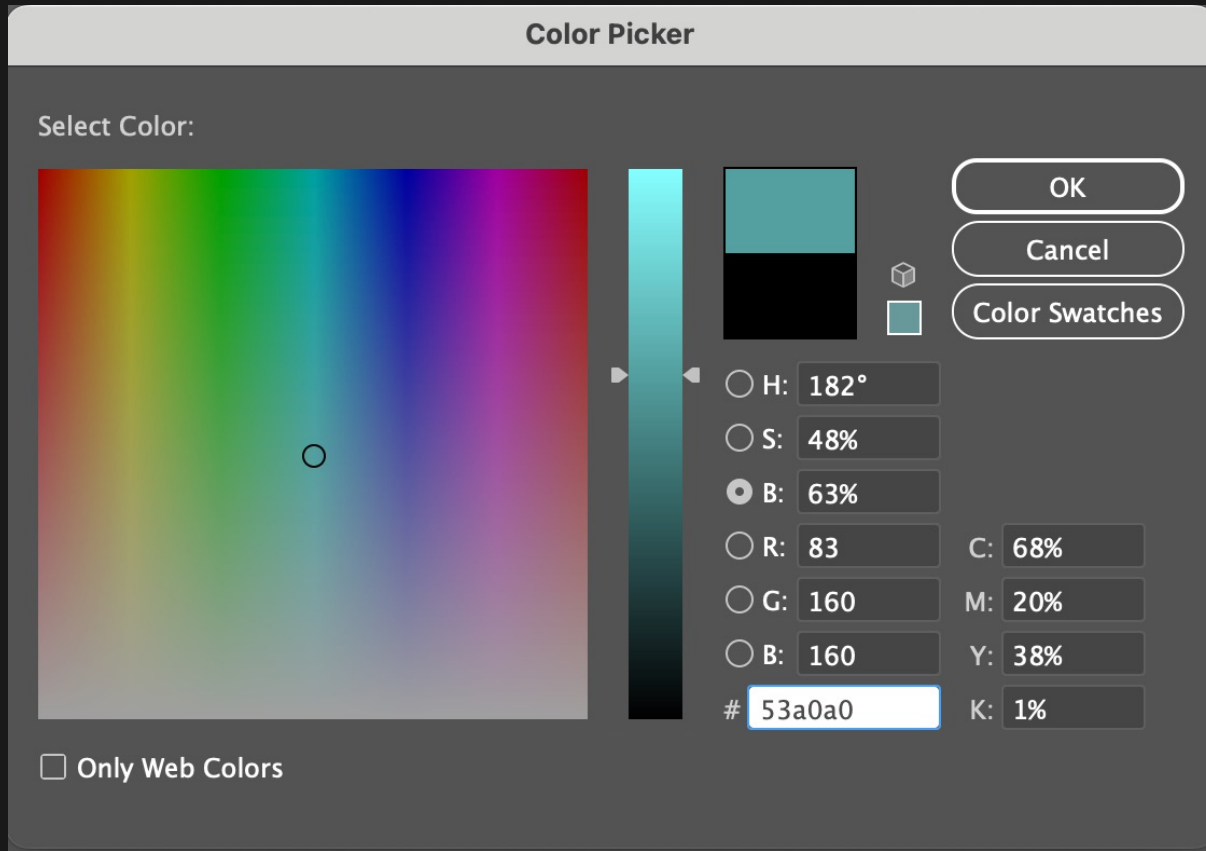 Color Picker
Select Color:
OK
Cancel
Color Swatches
H: 182°
S: 48%
B: 63%
R: 83 C: 68%
G: 160 M: 20%
B: 160 Y: 38%
# 53a0a0 K: 1%
Only Web Colors